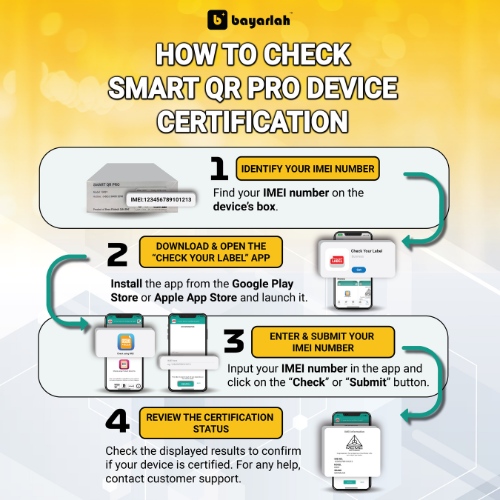 bayarlah
HOW TO CHECK
SMART QR PRO DEVICE
CERTIFICATION
1
IDENTIFY YOUR IMEI NUMBER
SMART QR PRO
IMEI:123456789101213
Find your IMEI number on the
device's box.
2
DOWNLOAD & OPEN THE
"CHECK YOUR LABEL" APP
Check Your Label
Install the app from the Google Play
Store or Apple App Store and launch it.
3
ENTER & SUBMIT YOUR
IMEI NUMBER
Input your IMEI number in the app and
click on the "Check" or "Submit" button.
4
REVIEW THE CERTIFICATION
STATUS
Check the displayed results to confirm
if your device is certified. For any help,
contact customer support.